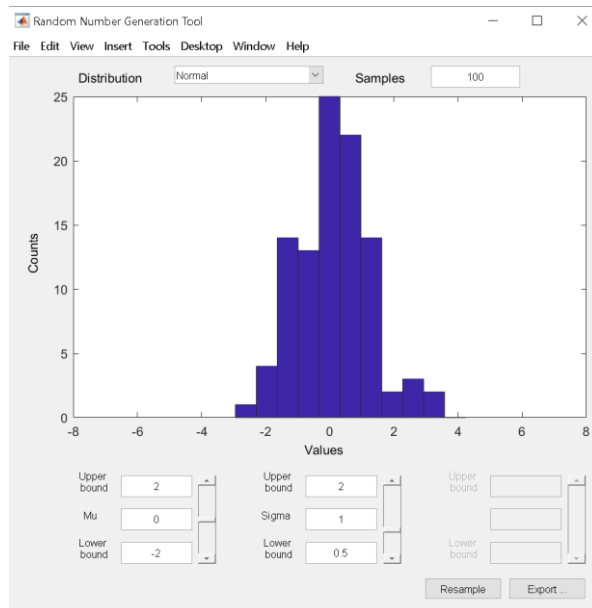 Random Number Generation Tool
File Edit View Insert Tools Desktop Window Help
Distribution Normal Samples 100
25
20
15
10
5
0
Counts
-8 -6 -4 -2 0 2 4 6 8
Values
Upper bound 2 Upper bound 2 Upper bound
Mu 0 Sigma 1
Lower bound -2 Lower bound 0.5 Lower bound
Resample Export ...